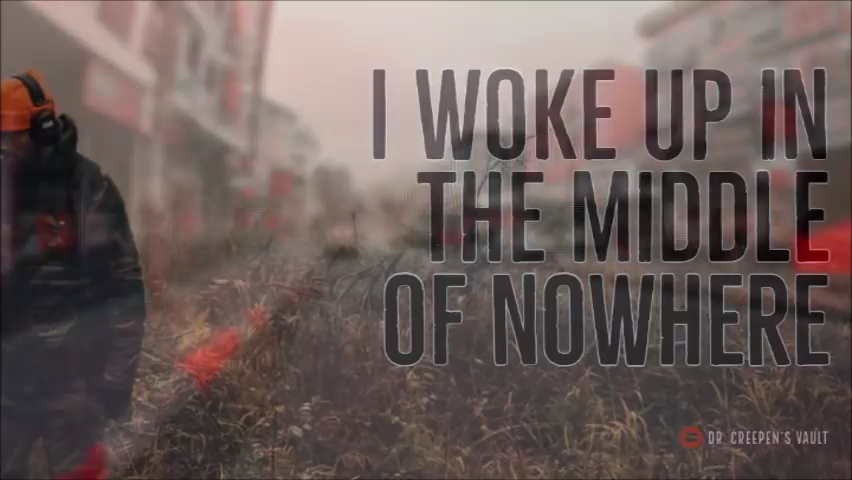 I WOKE UP IN
THE MIDDLE
OF NOWHERE
DR. CREEPEN'S VAULT